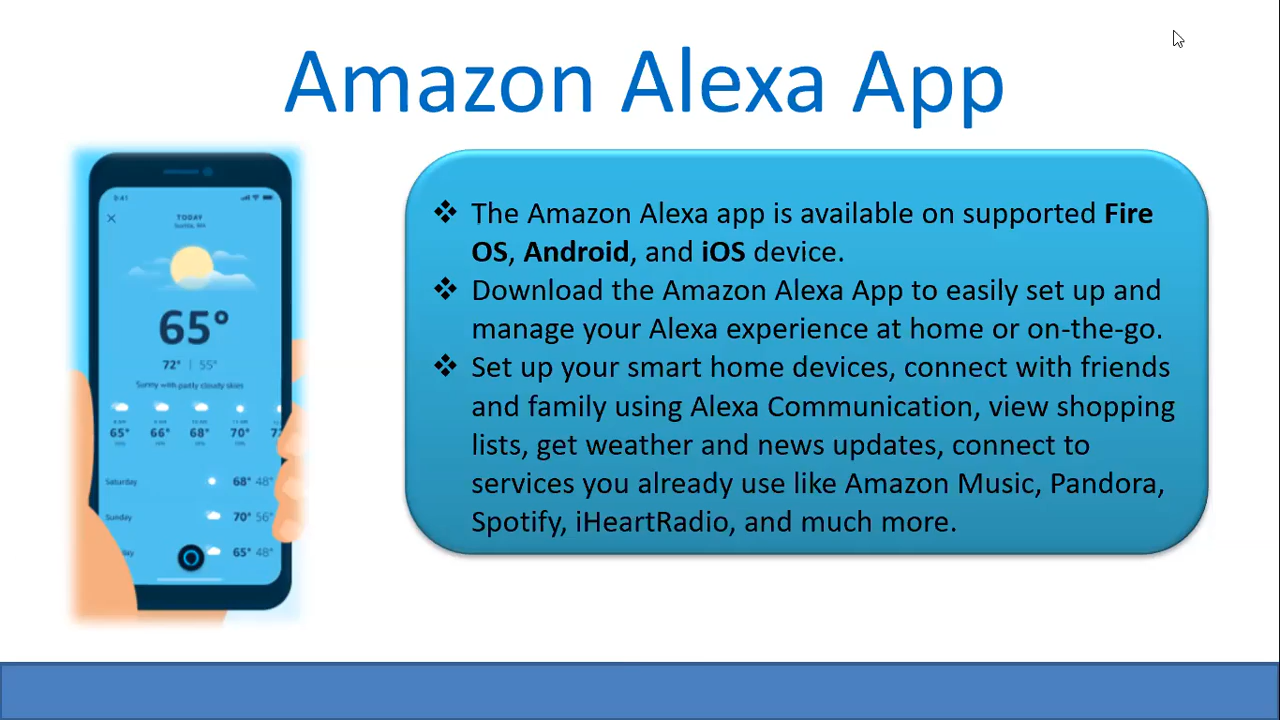 Amazon Alexa App
❖ The Amazon Alexa app is available on supported Fire
OS, Android, and iOS device.
❖ Download the Amazon Alexa App to easily set up and
manage your Alexa experience at home or on-the-go.
❖ Set up your smart home devices, connect with friends
and family using Alexa Communication, view shopping
lists, get weather and news updates, connect to
services you already use like Amazon Music, Pandora,
Spotify, iHeartRadio, and much more.
9:41
TODAY
65°
72° | 55°
Sunny with partly cloudy skies
65° 66° 68° 70°
Saturday 68° 48°
Sunday 70° 56°
65° 48°